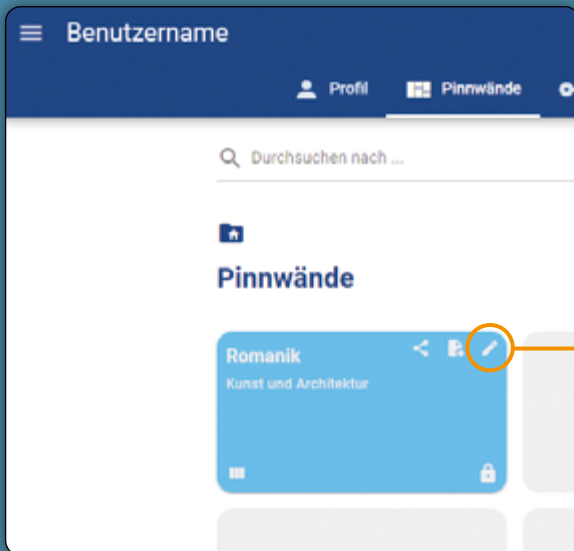 Benutzername
Profil Pinnwände
Durchsuchen nach ...
Pinnwände
Romanik
Kunst und Architektur